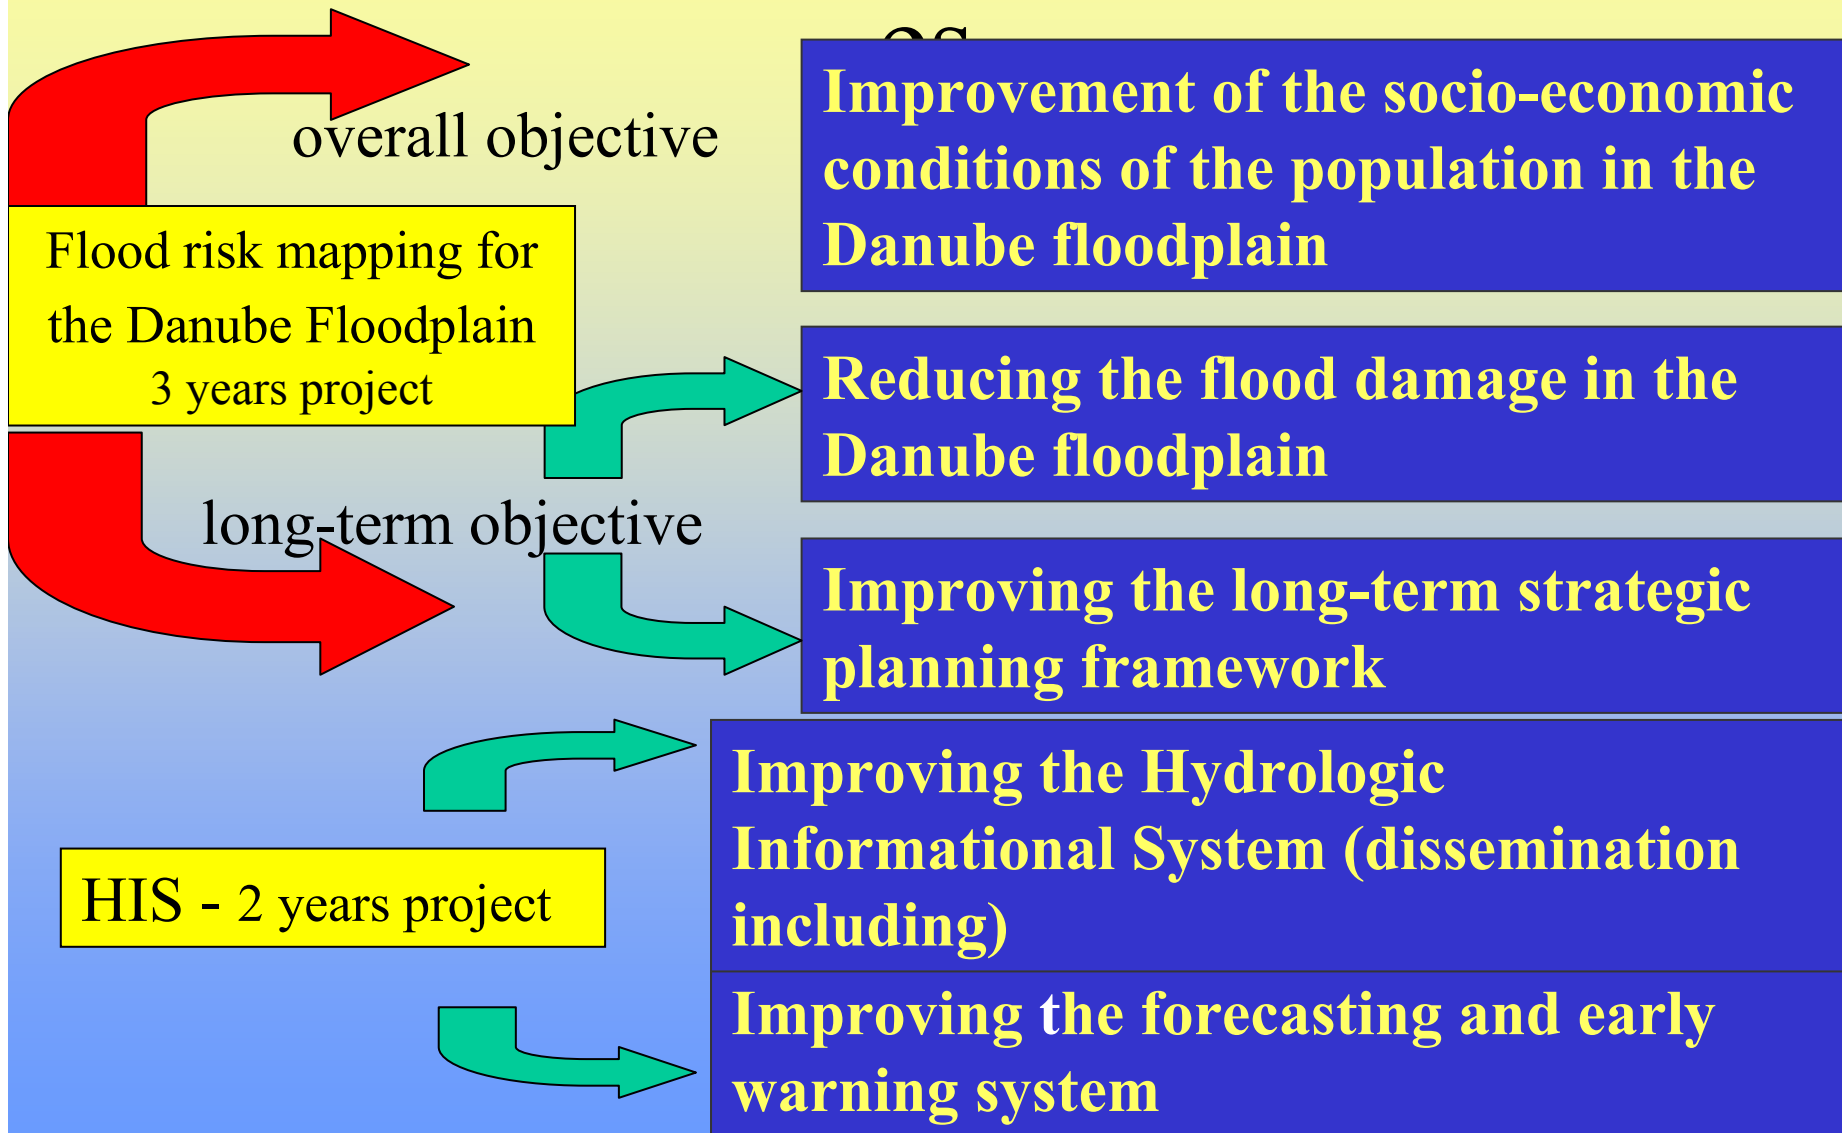 overall objective
Improvement of the socio-economic
conditions of the population in the
Danube floodplain
Flood risk mapping for
the Danube Floodplain
3 years project
Reducing the flood damage in the
Danube floodplain
long-term objective
Improving the long-term strategic
planning framework
Improving the Hydrologic
Informational System (dissemination
including)
HIS - 2 years project
Improving the forecasting and early
warning system